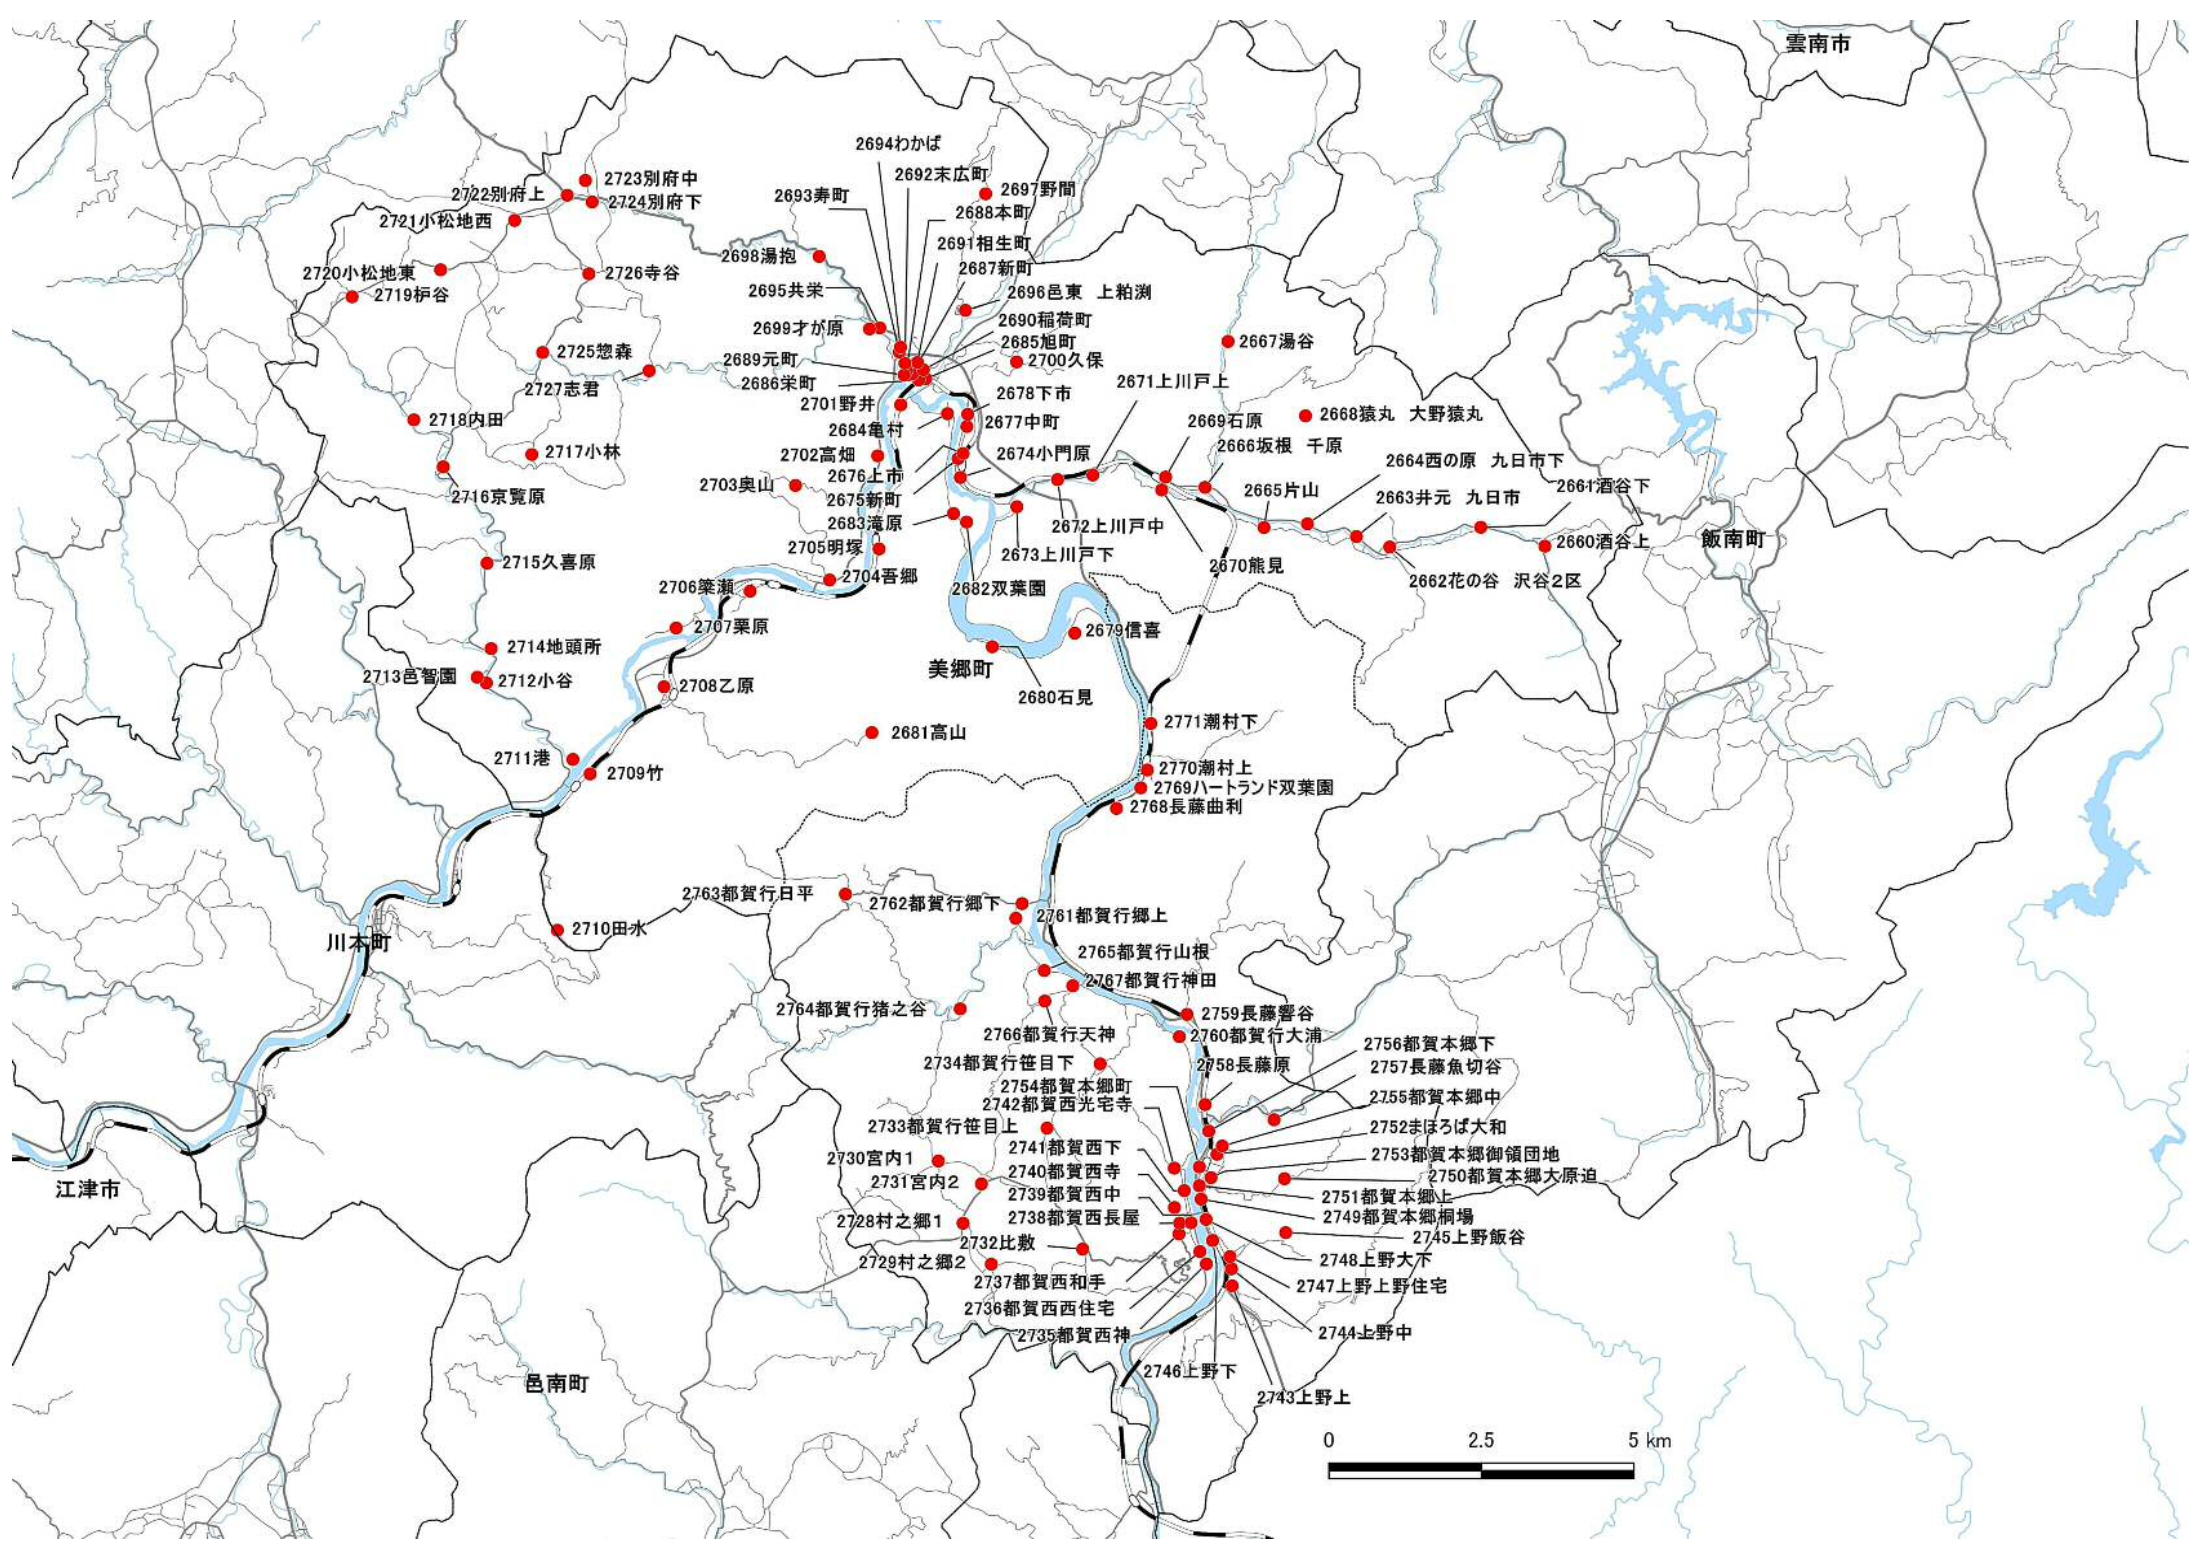 雲南市
2694わかば
2692末広町
2723別府中
2697野間
2722別府上
2693寿町
2724別府下
2688本町
2721小松地西
2691相生町
2698湯抱
2687新町
2720小松地東
2726寺谷
2695共栄
2696邑東 上粕渕
2719枦谷
2690稲荷町
2699才が原
2685旭町
2667湯谷
2725惣森
2689元町
2700久保
2671上川戸上
2727志君
2686栄町
2678下市
2701野井
2668猿丸 大野猿丸
2718内田
2677中町
2669石原
2684亀村
2666坂根 千原
2717小林
2702高畑
2674小門原
2664西の原 九日市下
2676上市
2703奥山
2661酒谷下
2665片山
2663井元 九日市
2716京覧原
2675新町
2683滝原
2672上川戸中
飯南町
2660酒谷上
2705明塚
2673上川戸下
2715久喜原
2670熊見
2704吾郷
2662花の谷 沢谷2区
2706簗瀬
2682双葉園
2707栗原
2679信喜
2714地頭所
美郷町
2713邑智園
2712小谷
2708乙原
2680石見
2771潮村下
2681高山
2711港
2709竹
2770潮村上
2769ハートランド双葉園
2768長藤曲利
2763都賀行日平
2762都賀行郷下
2761都賀行郷上
2710田水
川本町
2765都賀行山根
2767都賀行神田
2764都賀行猪之谷
2759長藤響谷
2766都賀行天神
2760都賀行大浦
2756都賀本郷下
2734都賀行笹目下
2758長藤原
2757長藤魚切谷
2754都賀本郷町
2755都賀本郷中
2742都賀西光宅寺
2733都賀行笹目上
2752まほろば大和
2741都賀西下
2753都賀本郷御領団地
2730宮内1
2740都賀西寺
2750都賀本郷大原迫
2731宮内2
江津市
2739都賀西中
2751都賀本郷上
2738都賀西長屋
2749都賀本郷桐場
2728村之郷1
2745上野飯谷
2732比敷
2748上野大下
2729村之郷2
2737都賀西和手
2747上野上野住宅
2736都賀西西住宅
2735都賀西神
2744上野中
2746上野下
邑南町
2743上野上
0 2.5 5 km